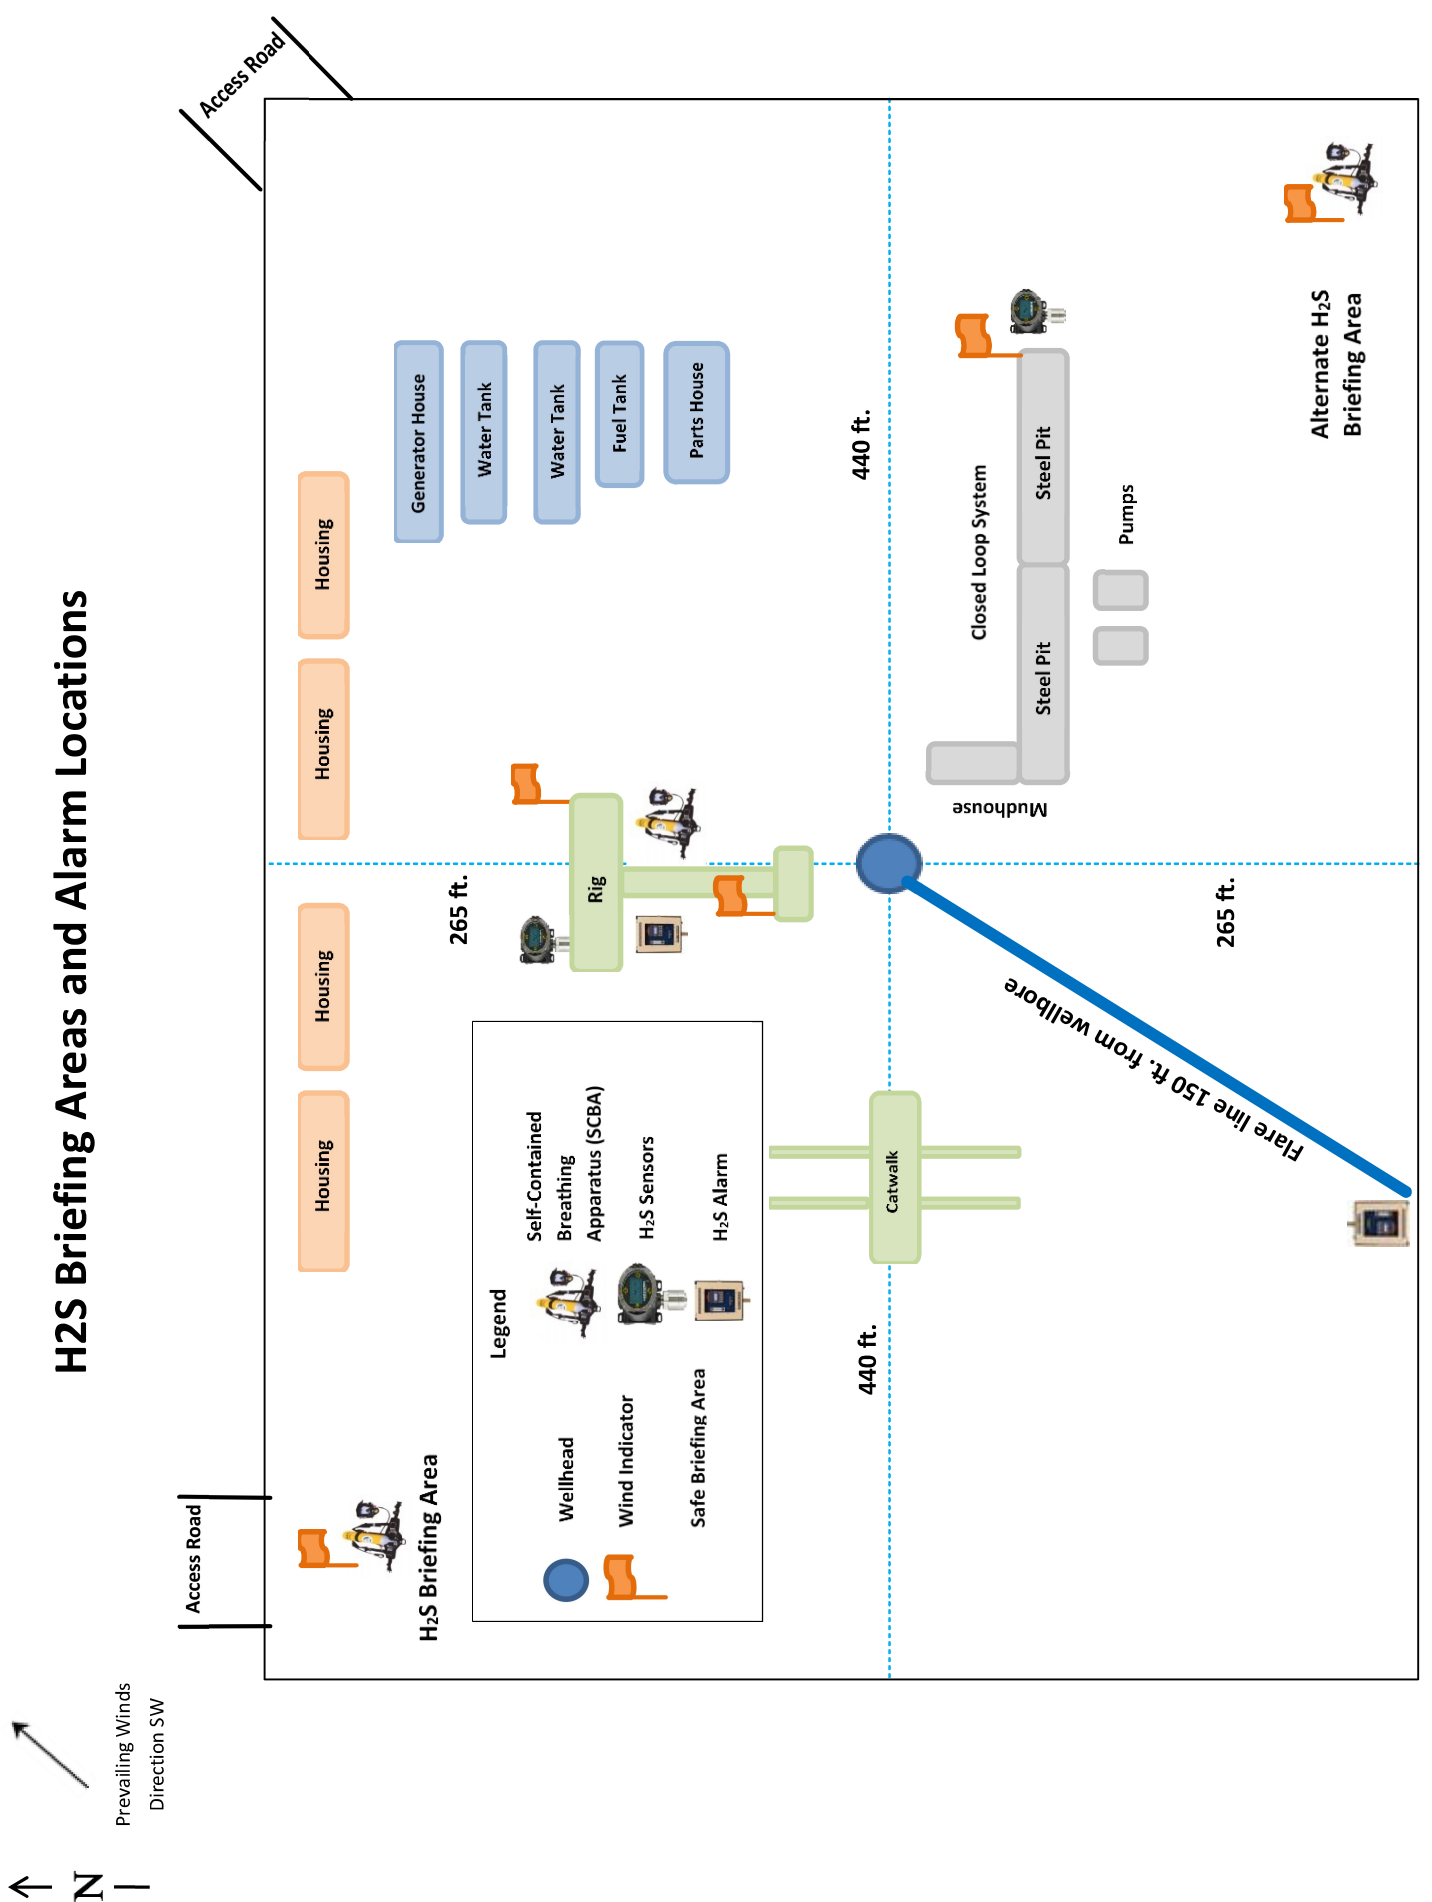 H2S Briefing Areas and Alarm Locations
N
Prevailing Winds
Direction SW
Access Road
Access Road
H₂S Briefing Area
Housing
Housing
Housing
Housing
Generator House
Water Tank
Water Tank
Fuel Tank
Parts House
265 ft.
Rig
Legend
Wellhead
Wind Indicator
Safe Briefing Area
Self-Contained
Breathing
Apparatus (SCBA)
H₂S Sensors
H₂S Alarm
440 ft.
440 ft.
Catwalk
Mudhouse
Closed Loop System
Steel Pit
Steel Pit
Pumps
Flare line 150 ft. from wellbore
265 ft.
Alternate H₂S
Briefing Area